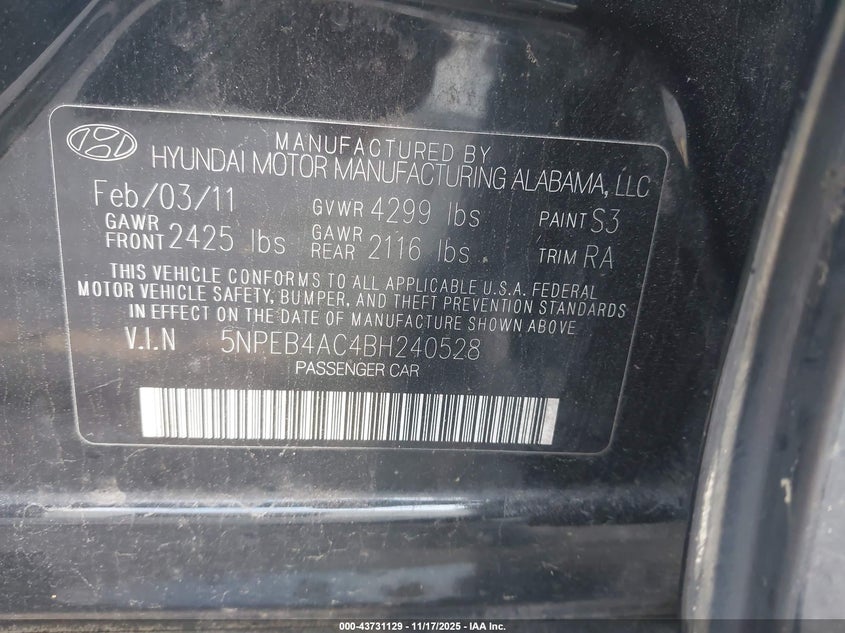 MANUFACTURED BY
HYUNDAI MOTOR MANUFACTURING ALABAMA, LLC
Feb/03/11 GVWR 4299 lbs PAINT S3
GAWR FRONT 2425 lbs GAWR REAR 2116 lbs TRIM RA
THIS VEHICLE CONFORMS TO ALL APPLICABLE U.S.A. FEDERAL
MOTOR VEHICLE SAFETY, BUMPER, AND THEFT PREVENTION STANDARDS
IN EFFECT ON THE DATE OF MANUFACTURE SHOWN ABOVE
V.I.N 5NPEB4AC4BH240528
PASSENGER CAR
000-43731129 - 11/17/2025 - IAA Inc.